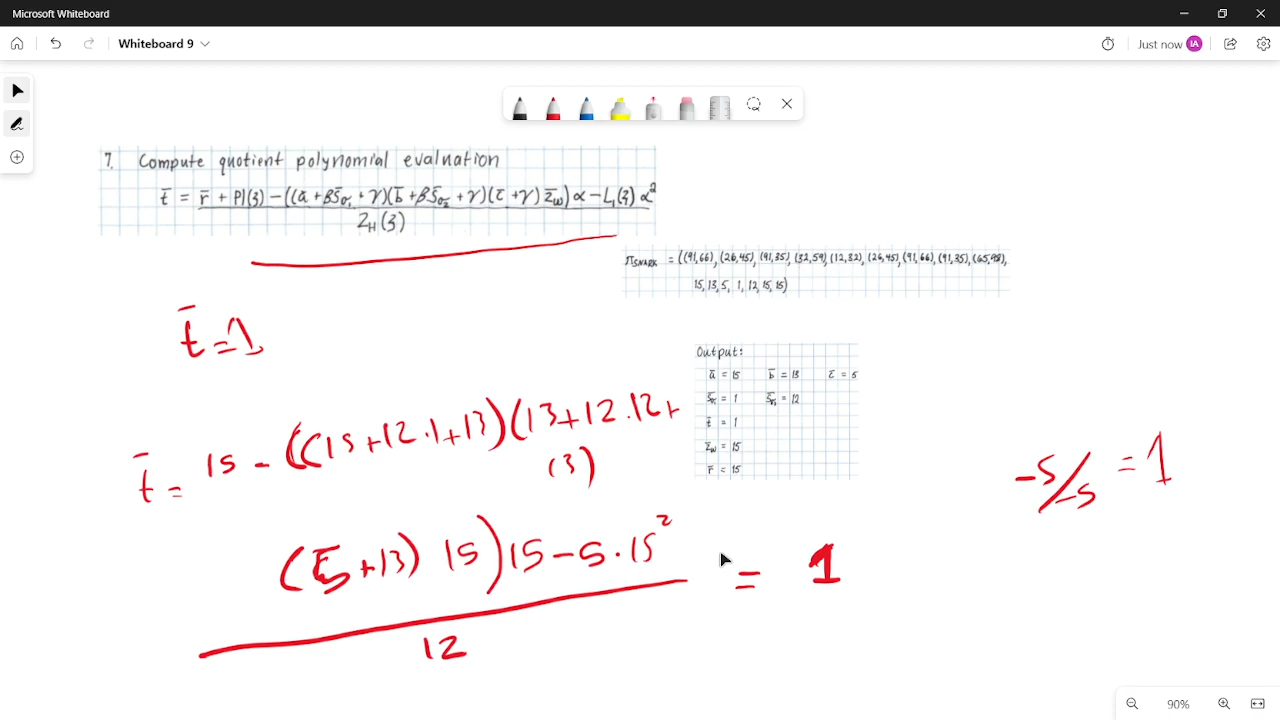 Microsoft Whiteboard
Whiteboard 9
Just now IA
7. Compute quotient polynomial evaluation
t̄ = r̄ + PI(ʒ) − ((ā + βs̄σ₁ + γ)(b̄ + βs̄σ₂ + γ)(c̄ + γ) z̄w) α − L₁(ʒ) α²
Z_H(ʒ)
πSNARK = ((91,66), (26,45), (91,35), (32,59), (12,32), (26,45), (91,66), (91,35), (65,98),
15, 13, 5, 1, 12, 15, 15)
t̄ = 1
Output:
ā = 15 b̄ = 13 c̄ = 5
s̄σ₁ = 1 s̄σ₂ = 12
t̄ = 1
z̄w = 15
r̄ = 15
t̄ = 15 - (((15+12.1+13)(13+12.12+
13)
(5+13) 15) 15 - 5.15²
12
= 1
-5/-5 = 1
90%